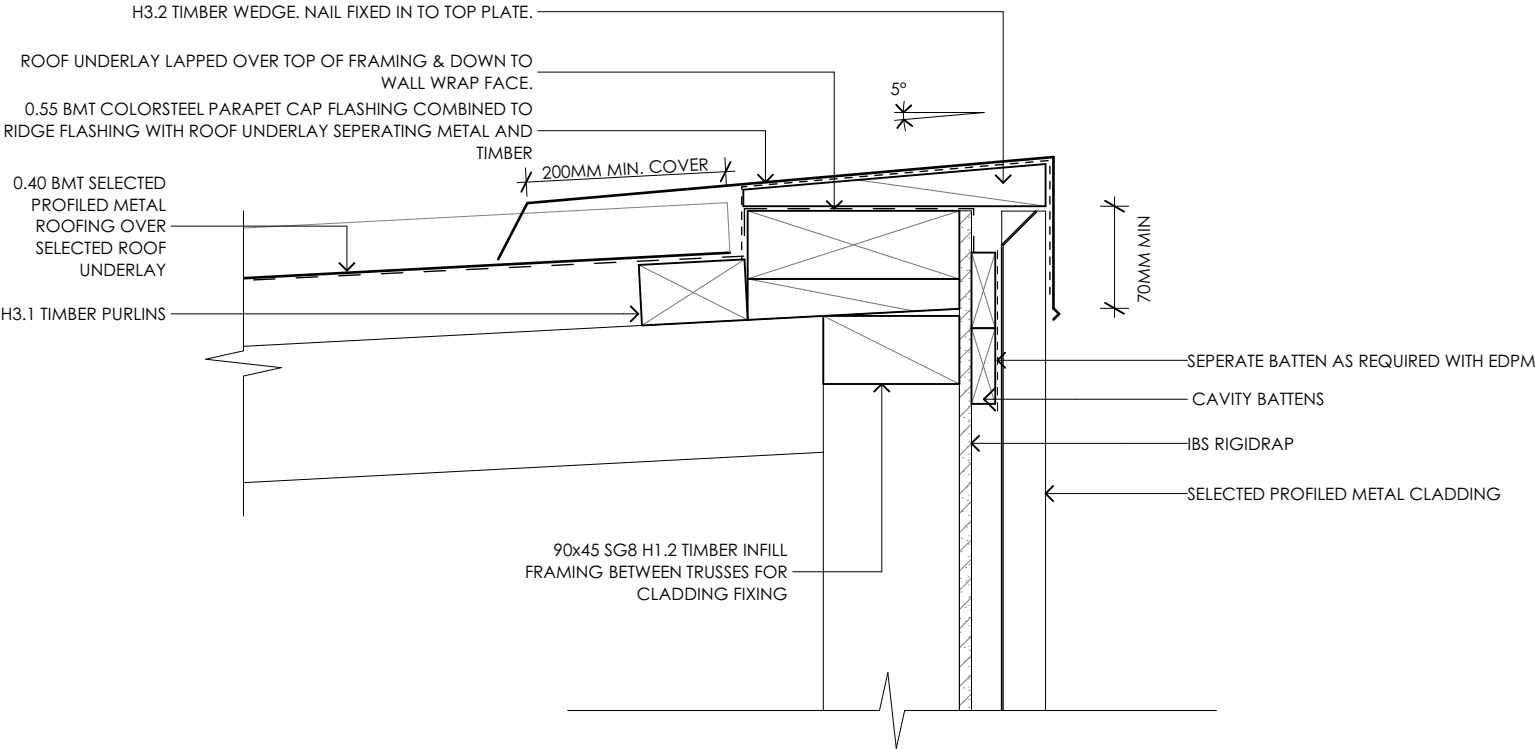 H3.2 TIMBER WEDGE. NAIL FIXED IN TO TOP PLATE.
ROOF UNDERLAY LAPPED OVER TOP OF FRAMING & DOWN TO
WALL WRAP FACE.
5°
0.55 BMT COLORSTEEL PARAPET CAP FLASHING COMBINED TO
RIDGE FLASHING WITH ROOF UNDERLAY SEPERATING METAL AND
TIMBER
200MM MIN. COVER
0.40 BMT SELECTED
PROFILED METAL
ROOFING OVER
SELECTED ROOF
UNDERLAY
70MM MIN
H3.1 TIMBER PURLINS
SEPERATE BATTEN AS REQUIRED WITH EDPM
CAVITY BATTENS
IBS RIGIDRAP
SELECTED PROFILED METAL CLADDING
90x45 SG8 H1.2 TIMBER INFILL
FRAMING BETWEEN TRUSSES FOR
CLADDING FIXING